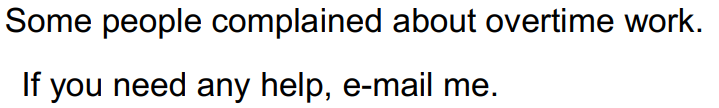 Some people complained about overtime work.
If you need any help, e-mail me.